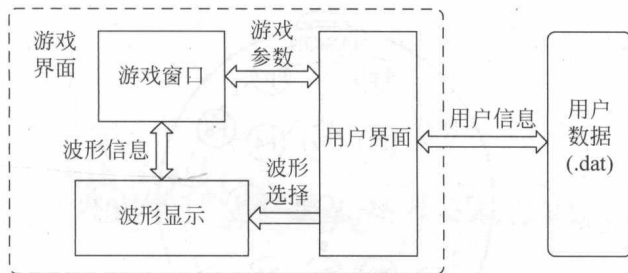 游戏
界面
游戏窗口
游戏
参数
用户界面
用户信息
用户
数据
(.dat)
波形信息
波形
选择
波形显示